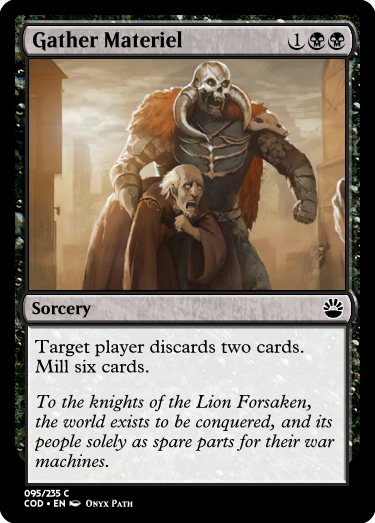 Gather Materiel 1
Sorcery
Target player discards two cards.
Mill six cards.
To the knights of the Lion Forsaken,
the world exists to be conquered, and its
people solely as spare parts for their war
machines.
095/235 C
COD • EN Onyx Path